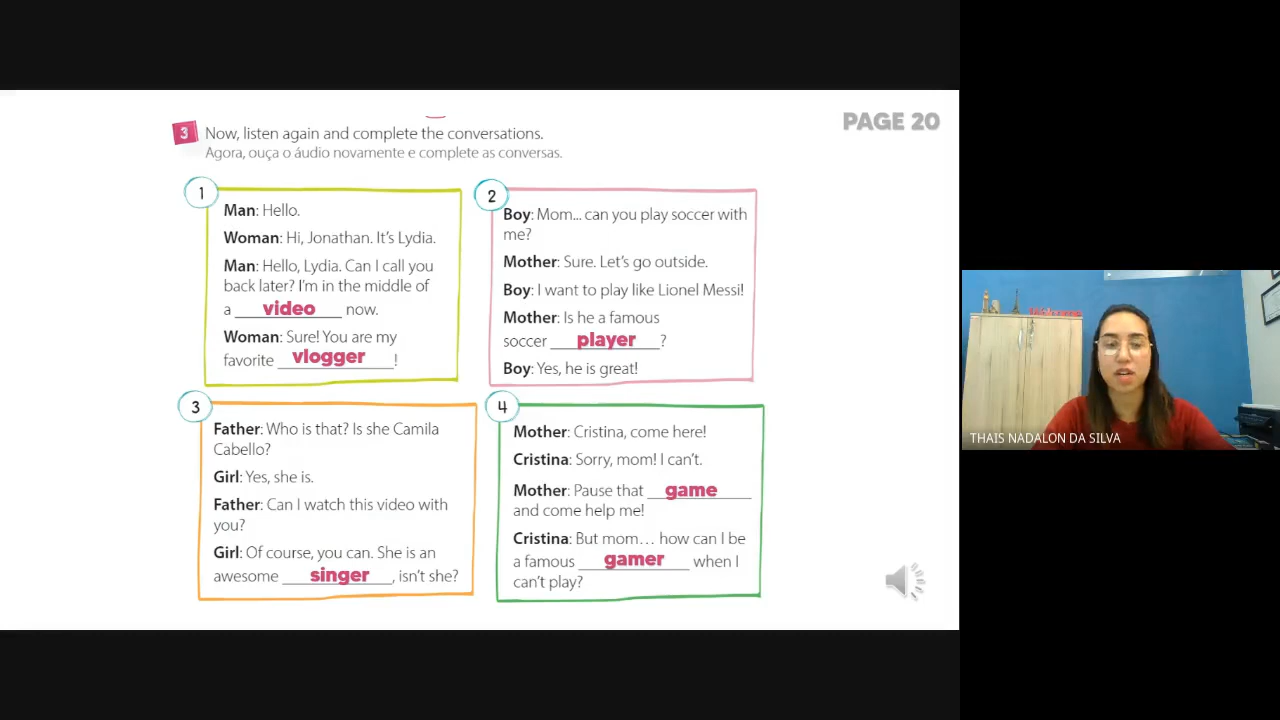 PAGE 20
3 Now, listen again and complete the conversations.
Agora, ouça o áudio novamente e complete as conversas.
1
Man: Hello.
Woman: Hi, Jonathan. It's Lydia.
Man: Hello, Lydia. Can I call you
back later? I'm in the middle of
a video now.
Woman: Sure! You are my
favorite vlogger!
2
Boy: Mom... can you play soccer with
me?
Mother: Sure. Let's go outside.
Boy: I want to play like Lionel Messi!
Mother: Is he a famous
soccer player?
Boy: Yes, he is great!
3
Father: Who is that? Is she Camila
Cabello?
Girl: Yes, she is.
Father: Can I watch this video with
you?
Girl: Of course, you can. She is an
awesome singer, isn't she?
4
Mother: Cristina, come here!
Cristina: Sorry, mom! I can't.
Mother: Pause that game
and come help me!
Cristina: But mom... how can I be
a famous gamer when I
can't play?
THAIS NADALON DA SILVA